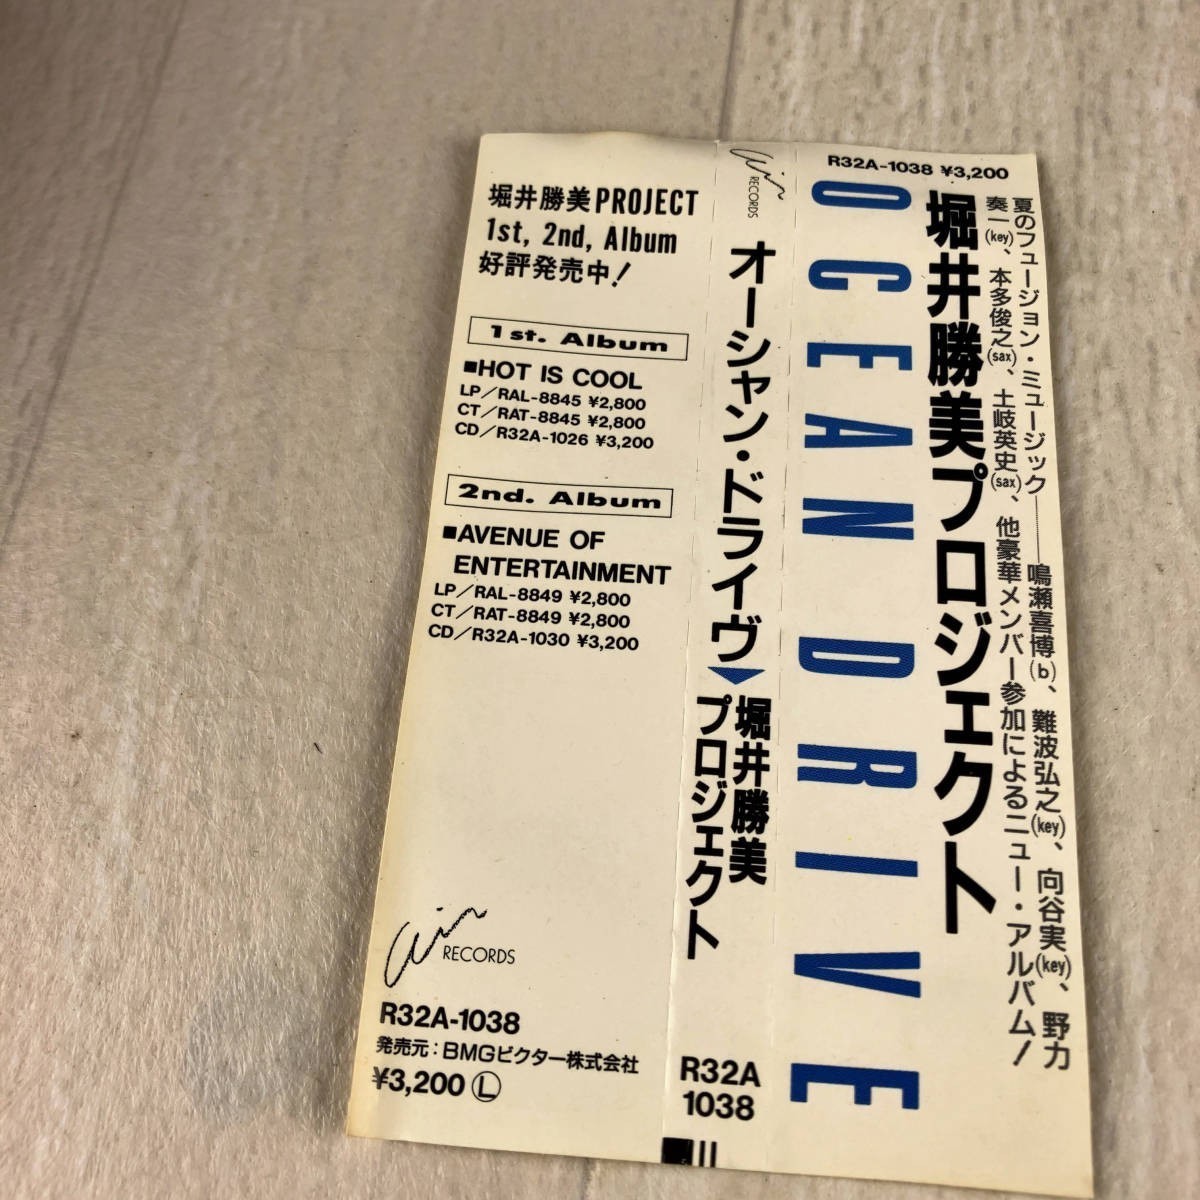 堀井勝美PROJECT
1st, 2nd, Album
好評発売中!
1st. Album
■HOT IS COOL
LP/RAL-8845 ¥2,800
CT/RAT-8845 ¥2,800
CD/R32A-1026 ¥3,200
2nd. Album
■AVENUE OF
ENTERTAINMENT
LP/RAL-8849 ¥2,800
CT/RAT-8849 ¥2,800
CD/R32A-1030 ¥3,200
Air
RECORDS
R32A-1038
発売元:BMGビクター株式会社
¥3,200 Ⓛ
Air
RECORDS
オーシャン・ドライヴ▶堀井勝美
プロジェクト
R32A
1038
R32A-1038 ¥3,200
夏のフュージョン・ミュージック――鳴瀬喜博(b)、難波弘之(key)、向谷実(key)、野力
奏一(key)、本多俊之(sax)、土岐英史(sax)、他豪華メンバー参加によるニュー・アルバム!
堀井勝美プロジェクト
OCEAN DRIVE